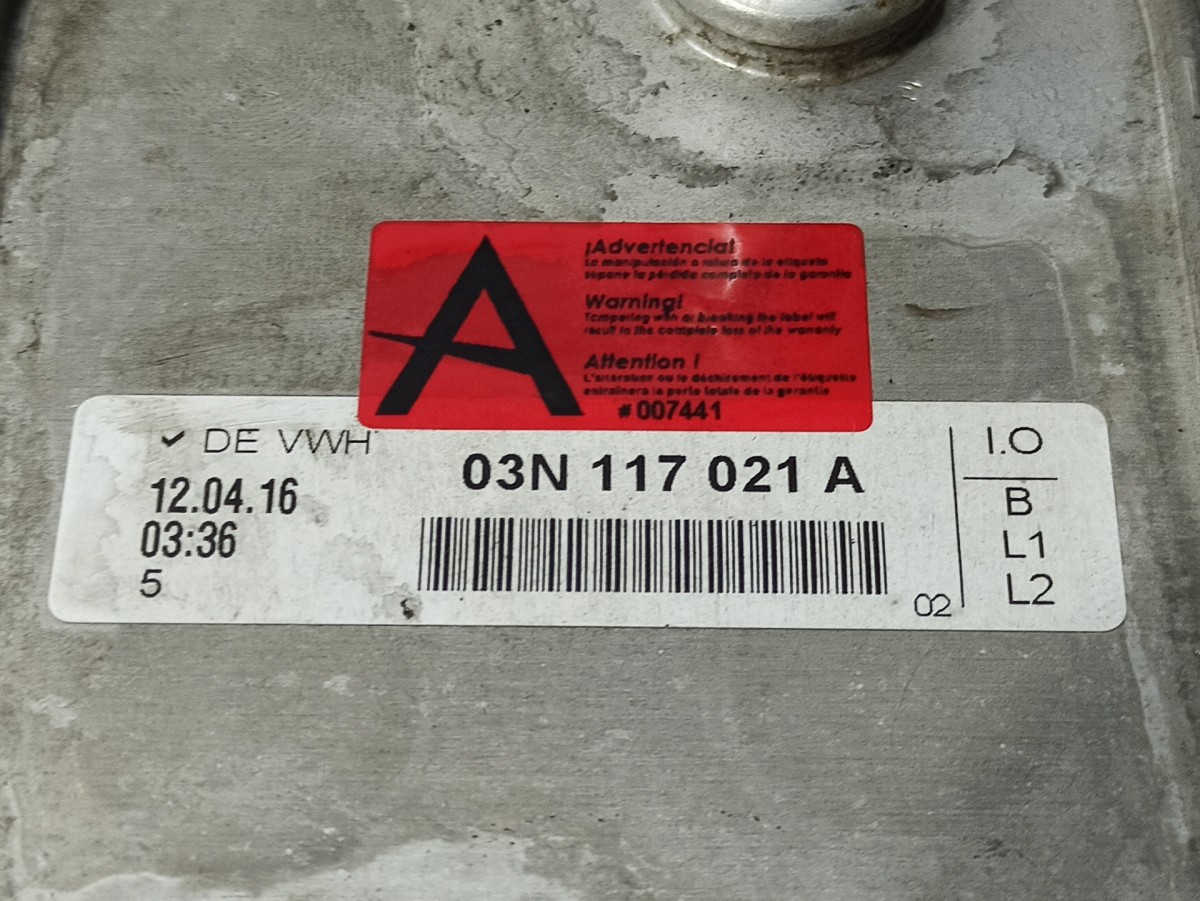 A
¡Advertencia!
La manipulación o rotura de la etiqueta
supone la pérdida completa de la garantía
Warning!
Tampering with or breaking the label will
result in the complete loss of the warranty
Attention !
L'altération ou le déchirement de l'étiquette
entraînera la perte totale de la garantie
#007441
✓ DE VWH
12.04.16
03:36
5
03N 117 021 A
02
I.O
B
L1
L2